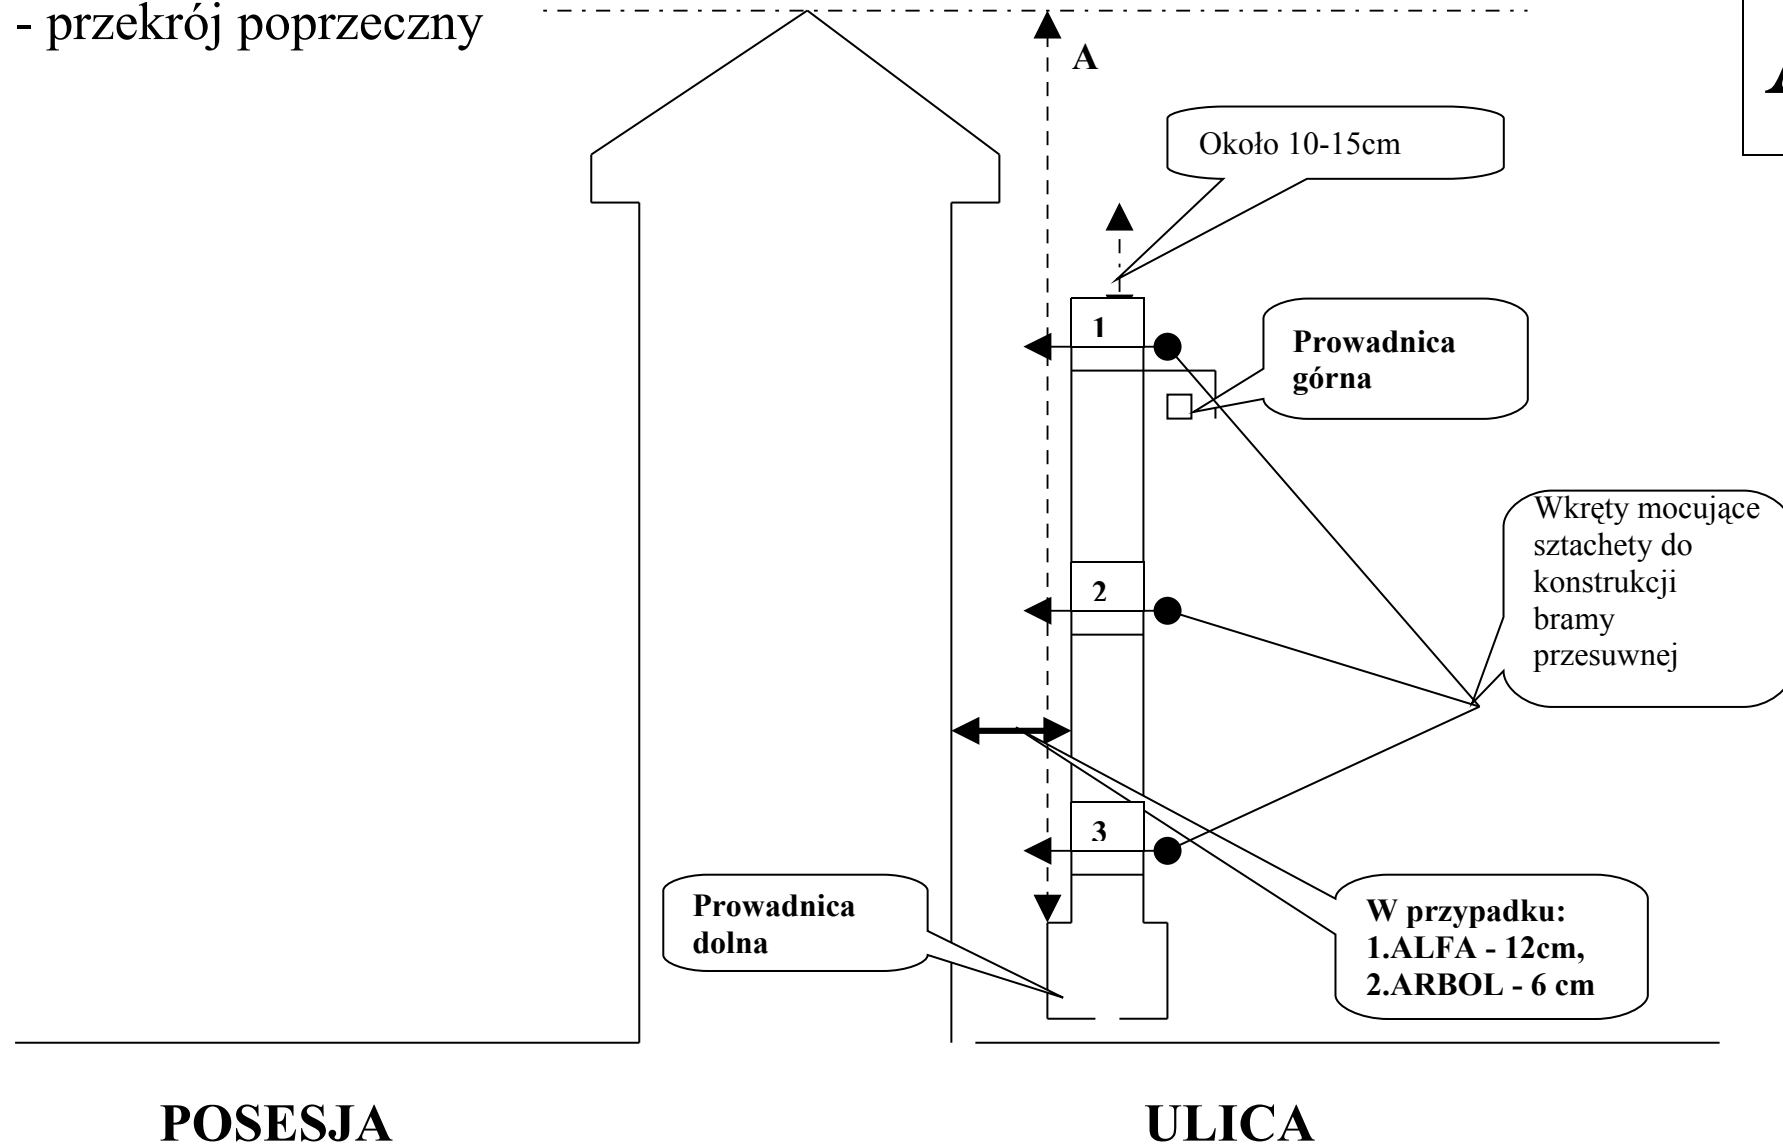 - przekrój poprzeczny
A
Około 10-15cm
1
Prowadnica
górna
Wkręty mocujące
sztachety do
konstrukcji
bramy
przesuwnej
2
3
Prowadnica
dolna
W przypadku:
1.ALFA - 12cm,
2.ARBOL - 6 cm
POSESJA
ULICA